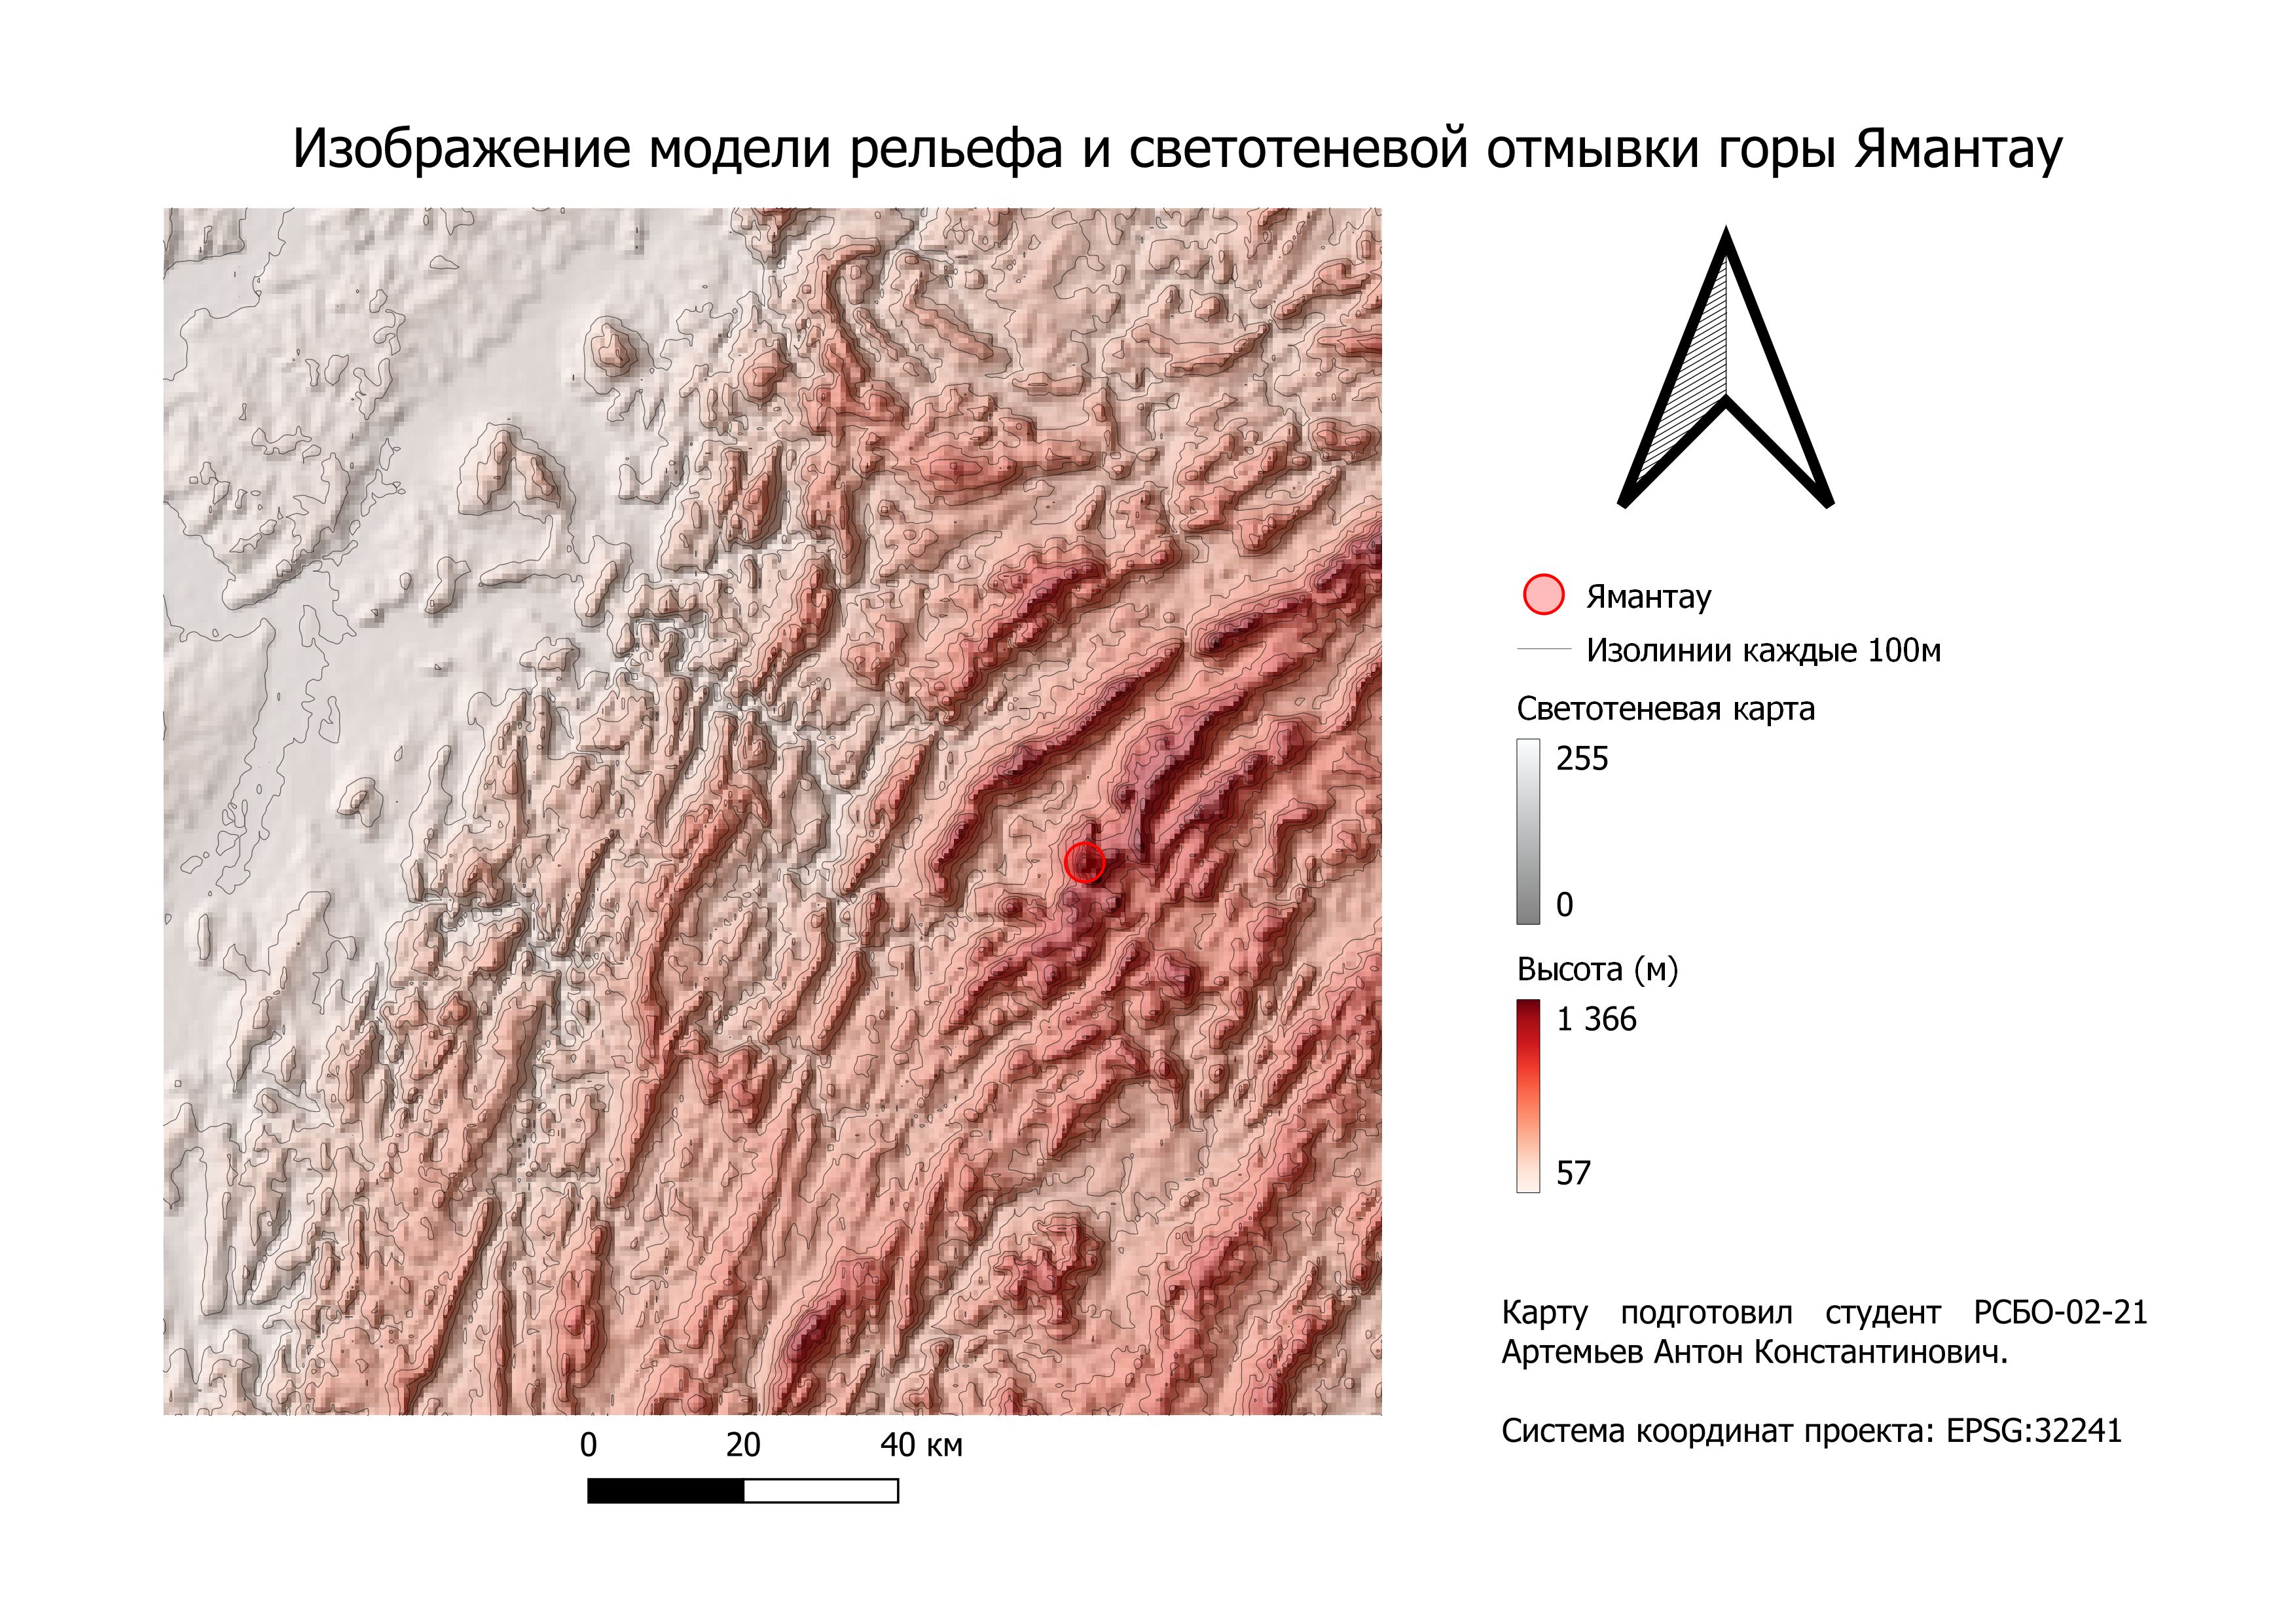 Изображение модели рельефа и светотеневой отмывки горы Ямантау
Ямантау
Изолинии каждые 100м
Светотеневая карта
255
0
Высота (м)
1 366
57
Карту подготовил студент РСБО-02-21
Артемьев Антон Константинович.
Система координат проекта: EPSG:32241
0 20 40 км